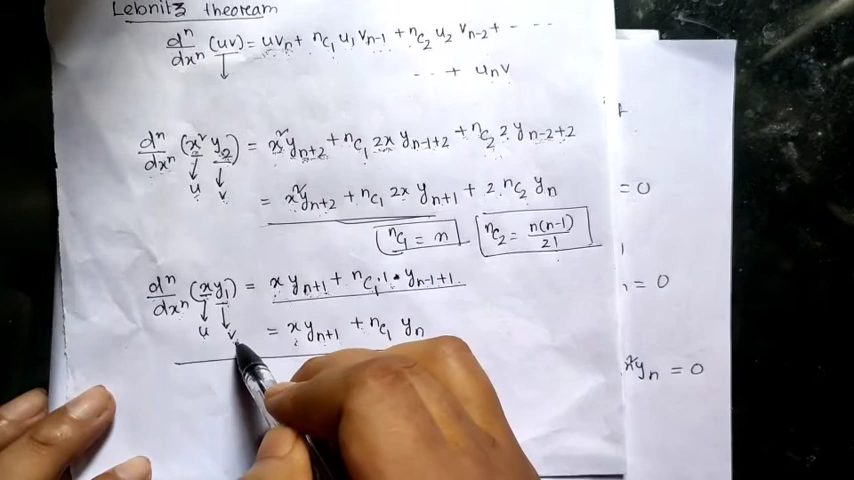 Lebnitz theoram
dⁿ/dxⁿ (uv) = uvₙ + ⁿc₁ u₁ vₙ₋₁ + ⁿc₂ u₂ vₙ₋₂ + - - - -
- - + uₙv
dⁿ/dxⁿ (x²y₂) = x²yₙ₊₂ + ⁿc₁ 2x yₙ₋₁₊₂ + ⁿc₂ 2 yₙ₋₂₊₂
u v
= x²yₙ₊₂ + ⁿc₁ 2x yₙ₊₁ + 2 ⁿc₂ yₙ
= 0
ⁿc₁ = n
ⁿc₂ = n(n-1)/2!
dⁿ/dxⁿ (xy₁) = x yₙ₊₁ + ⁿc₁ 1 • yₙ₋₁₊₁
= 0
u v
= xyₙ₊₁ + ⁿc₁ yₙ
yₙ = 0